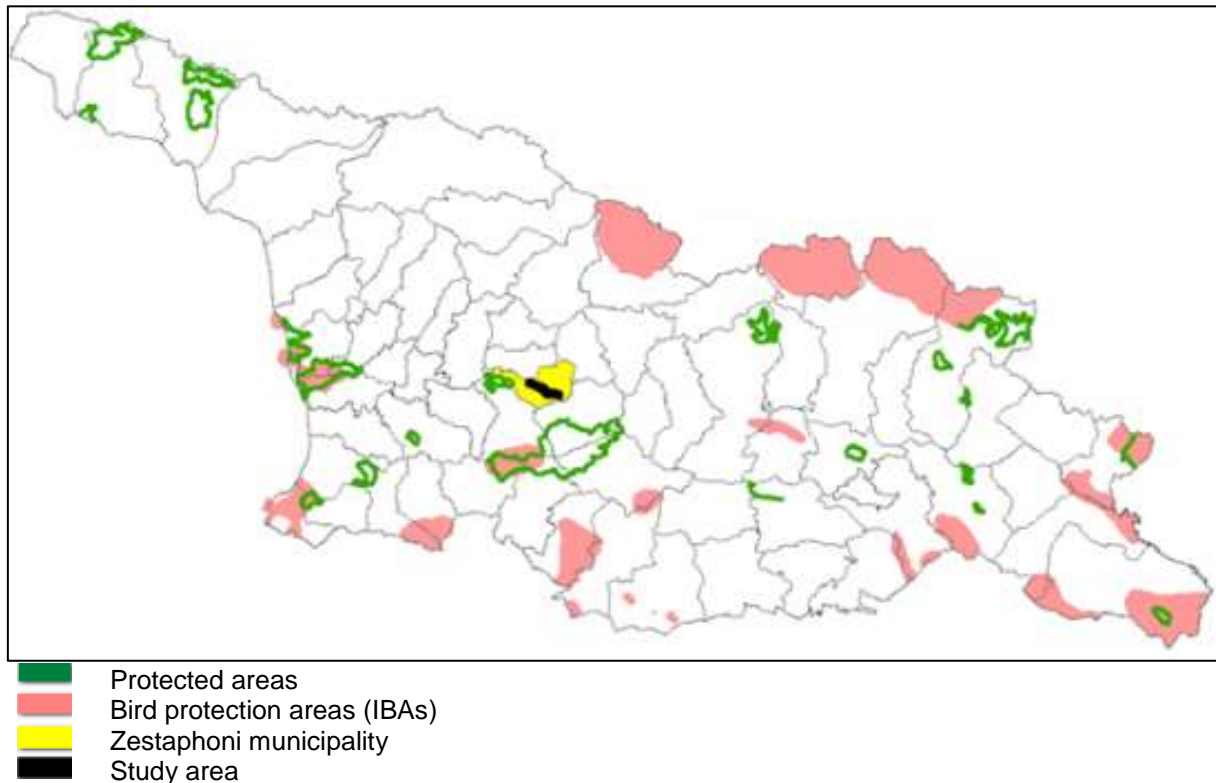 Protected areas
Bird protection areas (IBAs)
Zestaphoni municipality
Study area